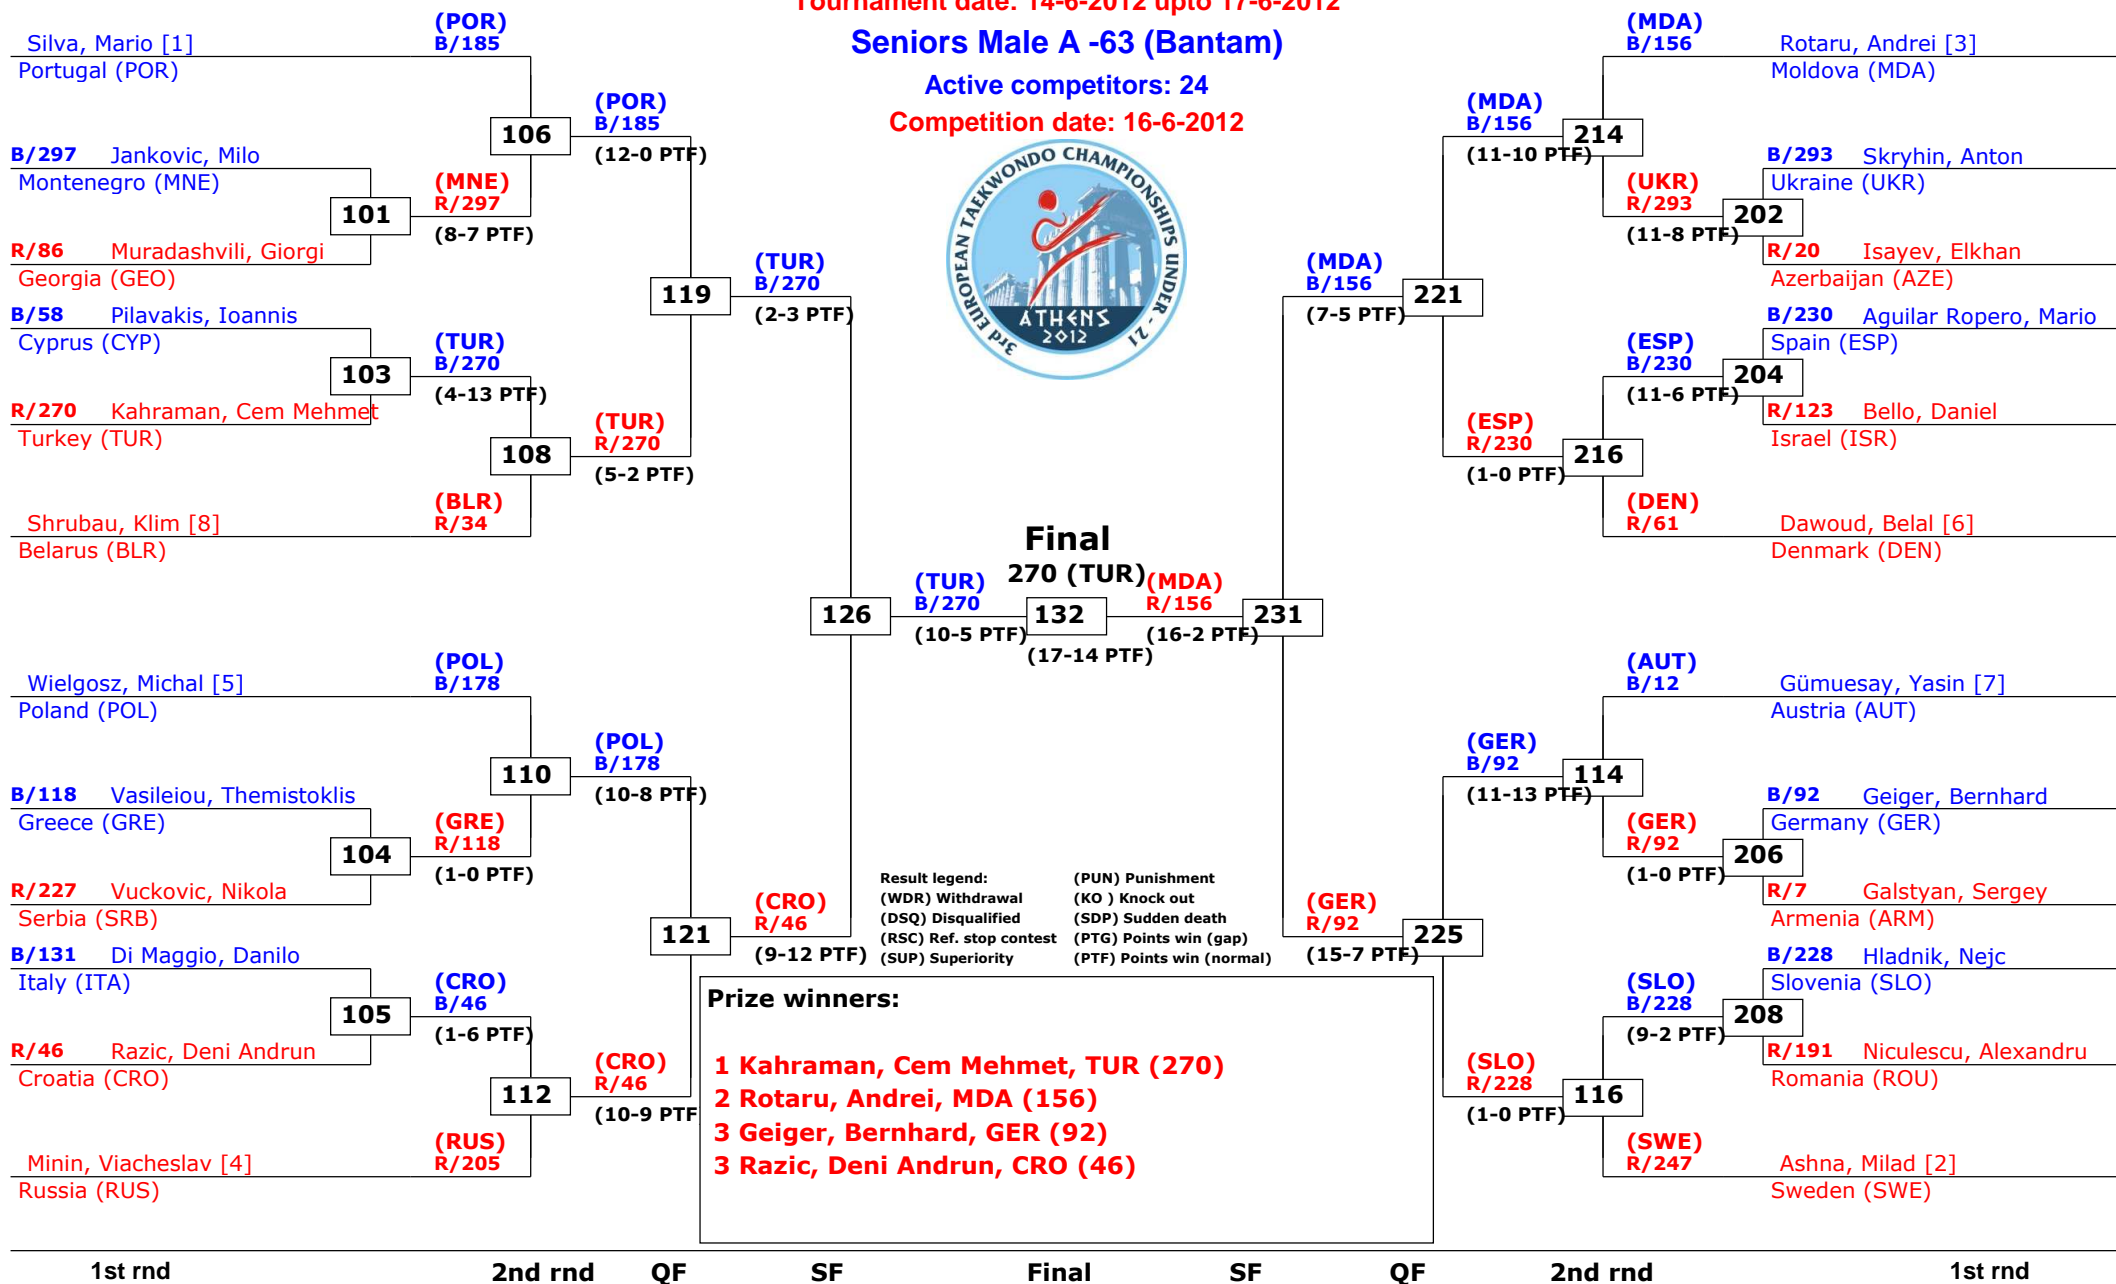 Tournament date: 14-6-2012 upto 17-6-2012
Seniors Male A -63 (Bantam)
Active competitors: 24
Competition date: 16-6-2012
3rd EUROPEAN TAEKWONDO CHAMPIONSHIPS UNDER - 21
ATHENS
2012
Silva, Mario [1]
Portugal (POR)
(POR)
B/185
B/297 Jankovic, Milo
Montenegro (MNE)
101
R/86 Muradashvili, Giorgi
Georgia (GEO)
(MNE)
R/297
(8-7 PTF)
106
(POR)
B/185
(12-0 PTF)
B/58 Pilavakis, Ioannis
Cyprus (CYP)
103
R/270 Kahraman, Cem Mehmet
Turkey (TUR)
(TUR)
B/270
(4-13 PTF)
108
(TUR)
R/270
(5-2 PTF)
Shrubau, Klim [8]
Belarus (BLR)
(BLR)
R/34
119
(TUR)
B/270
(2-3 PTF)
Wielgosz, Michal [5]
Poland (POL)
(POL)
B/178
B/118 Vasileiou, Themistoklis
Greece (GRE)
104
R/227 Vuckovic, Nikola
Serbia (SRB)
(GRE)
R/118
(1-0 PTF)
110
(POL)
B/178
(10-8 PTF)
B/131 Di Maggio, Danilo
Italy (ITA)
105
R/46 Razic, Deni Andrun
Croatia (CRO)
(CRO)
B/46
(1-6 PTF)
112
(CRO)
R/46
(10-9 PTF
Minin, Viacheslav [4]
Russia (RUS)
(RUS)
R/205
121
(CRO)
R/46
(9-12 PTF)
126
(TUR)
B/270
(10-5 PTF)
Final
270 (TUR)
132
(17-14 PTF)
(MDA)
R/156
(16-2 PTF)
231
(MDA)
B/156
(7-5 PTF)
221
(MDA)
B/156
(11-10 PTF)
214
(MDA)
B/156
Rotaru, Andrei [3]
Moldova (MDA)
(UKR)
R/293
(11-8 PTF)
202
B/293 Skryhin, Anton
Ukraine (UKR)
R/20 Isayev, Elkhan
Azerbaijan (AZE)
(ESP)
R/230
(1-0 PTF)
216
(ESP)
B/230
(11-6 PTF)
204
B/230 Aguilar Ropero, Mario
Spain (ESP)
R/123 Bello, Daniel
Israel (ISR)
(DEN)
R/61
Dawoud, Belal [6]
Denmark (DEN)
(GER)
R/92
(15-7 PTF)
225
(GER)
B/92
(11-13 PTF)
114
(AUT)
B/12
Gümuesay, Yasin [7]
Austria (AUT)
(GER)
R/92
(1-0 PTF)
206
B/92 Geiger, Bernhard
Germany (GER)
R/7 Galstyan, Sergey
Armenia (ARM)
(SLO)
R/228
(1-0 PTF)
116
(SLO)
B/228
(9-2 PTF)
208
B/228 Hladnik, Nejc
Slovenia (SLO)
R/191 Niculescu, Alexandru
Romania (ROU)
(SWE)
R/247
Ashna, Milad [2]
Sweden (SWE)
Result legend: (PUN) Punishment
(WDR) Withdrawal (KO ) Knock out
(DSQ) Disqualified (SDP) Sudden death
(RSC) Ref. stop contest (PTG) Points win (gap)
(SUP) Superiority (PTF) Points win (normal)
Prize winners:
1 Kahraman, Cem Mehmet, TUR (270)
2 Rotaru, Andrei, MDA (156)
3 Geiger, Bernhard, GER (92)
3 Razic, Deni Andrun, CRO (46)
1st rnd 2nd rnd QF SF Final SF QF 2nd rnd 1st rnd